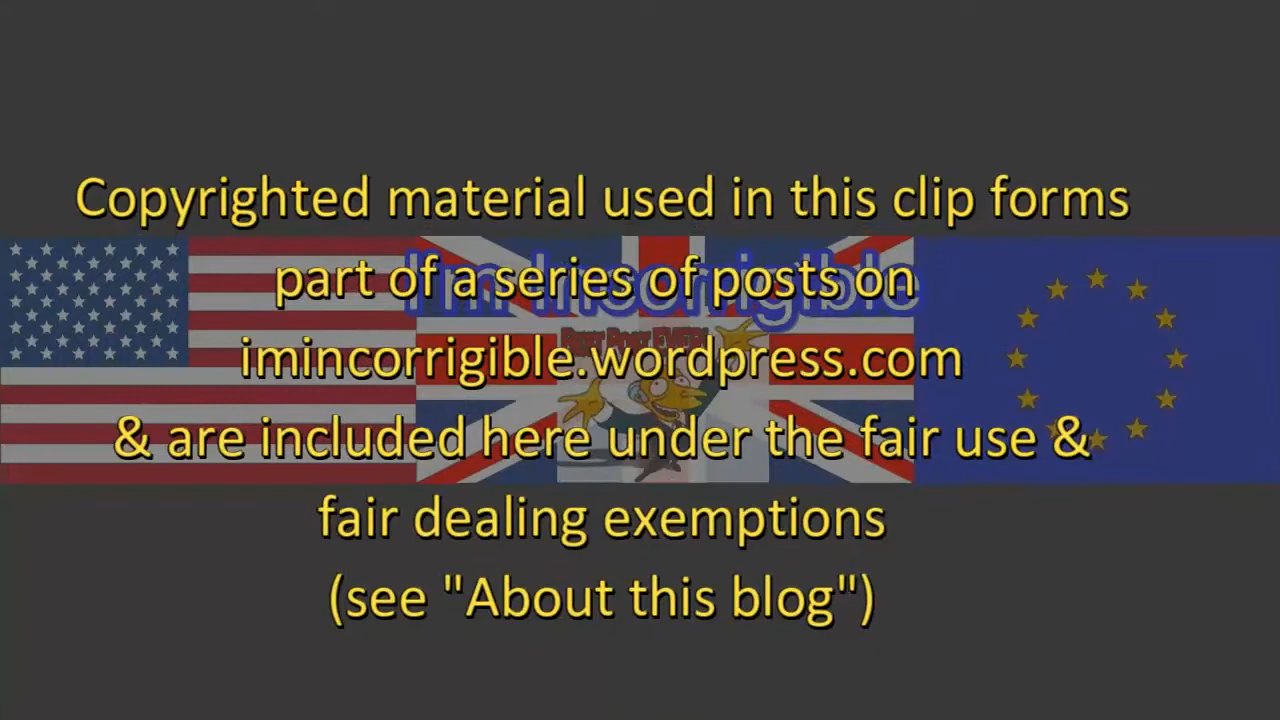 Copyrighted material used in this clip forms
part of a series of posts on
I'm Incorrigible
imincorrigible.wordpress.com
& are included here under the fair use &
fair dealing exemptions
(see "About this blog")